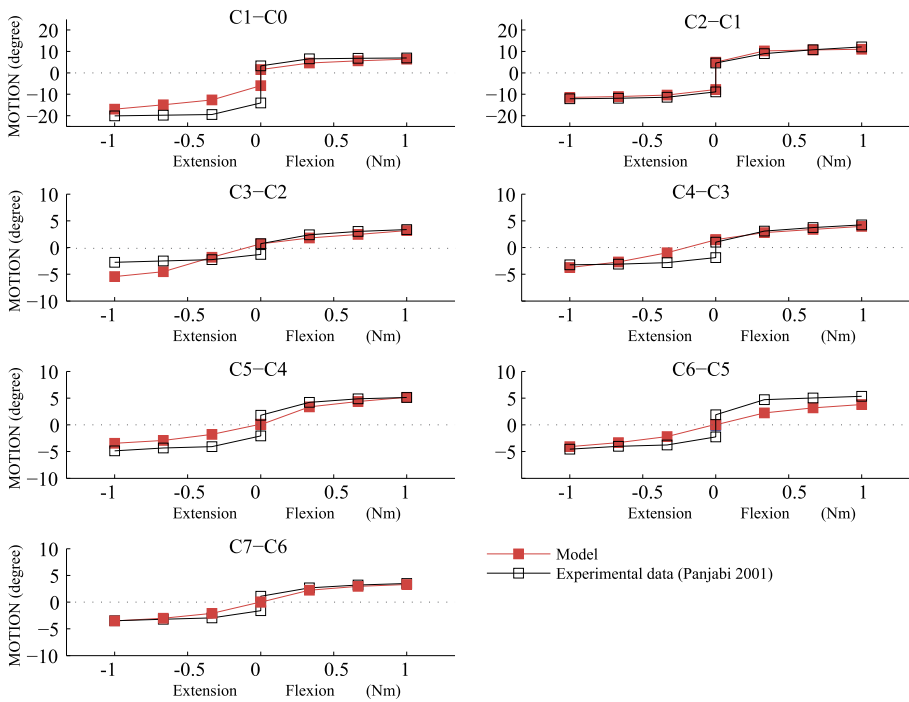 C1−C0
MOTION (degree)
20
10
0
−10
−20
-1 -0.5 0 0.5 1
Extension Flexion (Nm)
C2−C1
20
10
0
−10
−20
-1 -0.5 0 0.5 1
Extension Flexion (Nm)
C3−C2
MOTION (degree)
10
5
0
−5
−10
-1 -0.5 0 0.5 1
Extension Flexion (Nm)
C4−C3
10
5
0
−5
-1 -0.5 0 0.5 1
Extension Flexion (Nm)
C5−C4
MOTION (degree)
10
5
0
−5
−10
-1 -0.5 0 0.5 1
Extension Flexion (Nm)
C6−C5
10
5
0
−5
-1 -0.5 0 0.5 1
Extension Flexion (Nm)
C7−C6
MOTION (degree)
10
5
0
−5
−10
-1 -0.5 0 0.5 1
Extension Flexion (Nm)
Model
Experimental data (Panjabi 2001)